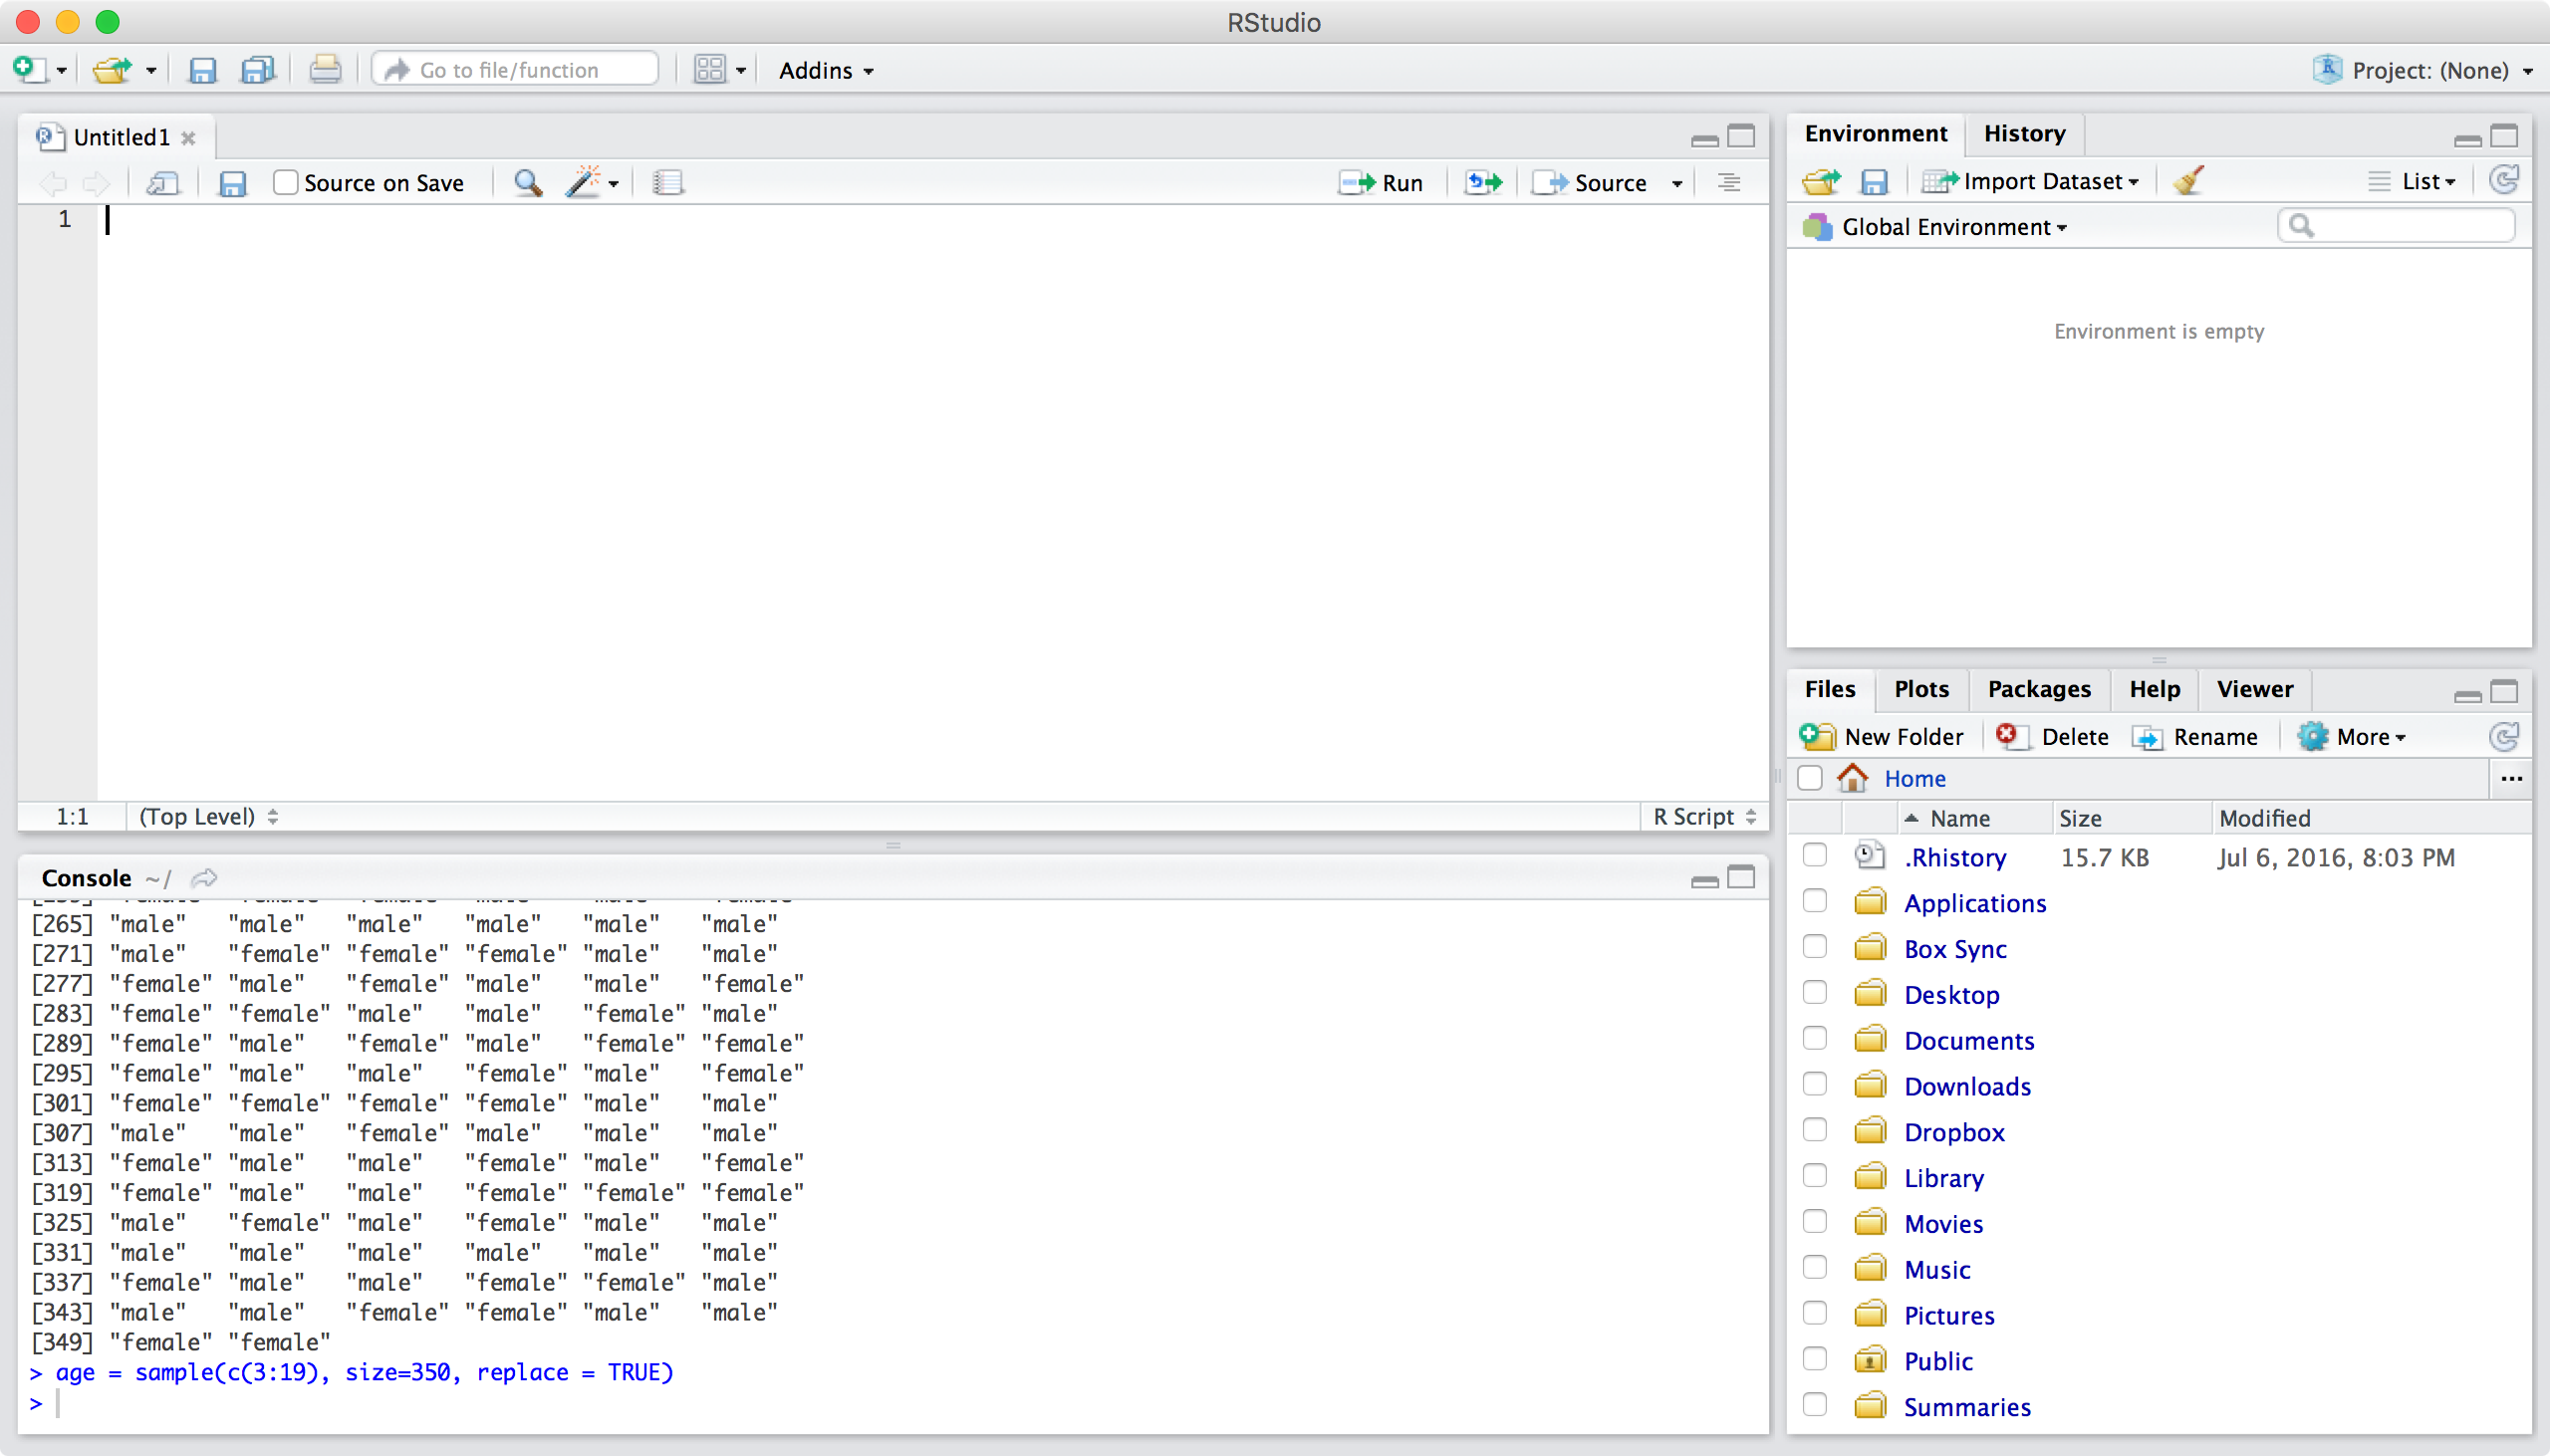 RStudio
Go to file/function
Addins
Project: (None)
Untitled1
Source on Save
Run
Source
1
1:1 (Top Level) R Script
Console ~/
[265] "male"   "male"   "male"   "male"   "male"   "male"
[271] "male"   "female" "female" "female" "male"   "male"
[277] "female" "male"   "female" "male"   "male"   "female"
[283] "female" "female" "male"   "male"   "female" "male"
[289] "female" "male"   "female" "male"   "female" "female"
[295] "female" "male"   "male"   "female" "male"   "female"
[301] "female" "female" "female" "female" "male"   "male"
[307] "male"   "male"   "female" "male"   "male"   "male"
[313] "female" "male"   "male"   "female" "male"   "female"
[319] "female" "male"   "male"   "female" "female" "female"
[325] "male"   "female" "male"   "female" "male"   "male"
[331] "male"   "male"   "male"   "male"   "male"   "male"
[337] "female" "male"   "male"   "female" "female" "male"
[343] "male"   "male"   "female" "female" "male"   "male"
[349] "female" "female"
> age = sample(c(3:19), size=350, replace = TRUE)
>
Environment History
Import Dataset List
Global Environment
Environment is empty
Files Plots Packages Help Viewer
New Folder Delete Rename More
Home ...
Name Size Modified
.Rhistory 15.7 KB Jul 6, 2016, 8:03 PM
Applications
Box Sync
Desktop
Documents
Downloads
Dropbox
Library
Movies
Music
Pictures
Public
Summaries